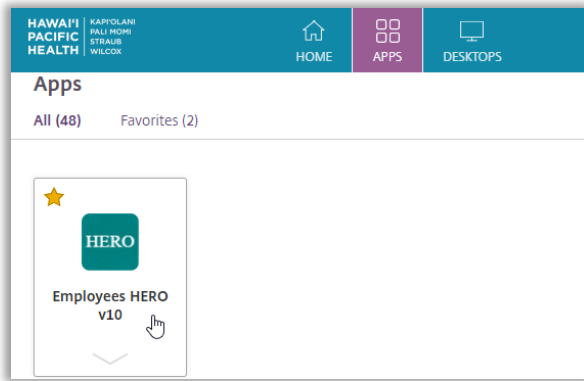 HAWAI'I
PACIFIC
HEALTH
KAPI'OLANI
PALI MOMI
STRAUB
WILCOX
HOME
APPS
DESKTOPS
Apps
All (48)
Favorites (2)
HERO
Employees HERO
v10